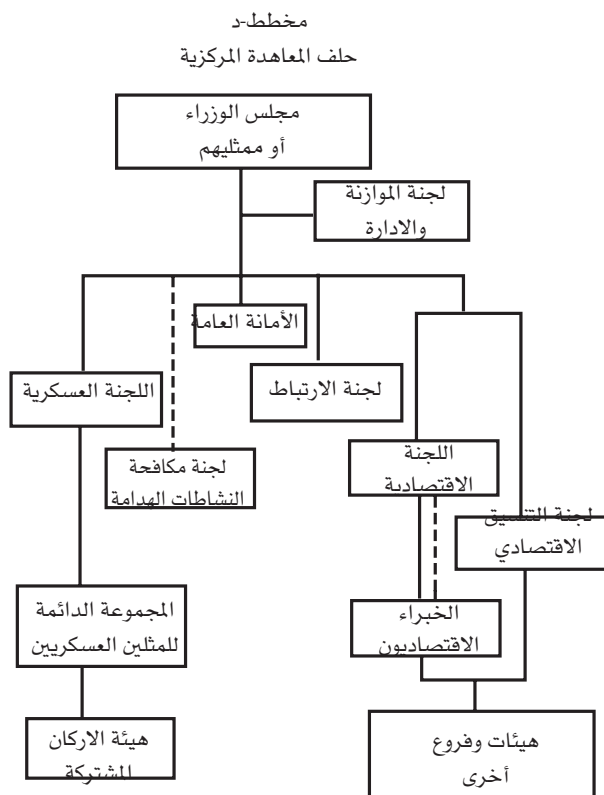 مخطط-د
حلف المعاهدة المركزية
مجلس الوزراء
أو ممثليهم
لجنة الموازنة
والادارة
الأمانة العامة
لجنة الارتباط
اللجنة العسكرية
لجنة مكافحة
النشاطات الهدامة
اللجنة
الاقتصادية
لجنة التنسيق
الاقتصادي
المجموعة الدائمة
للمثلين العسكريين
الخبراء
الاقتصاديون
هيئة الاركان
المشتركة
هيئات وفروع
أخرى